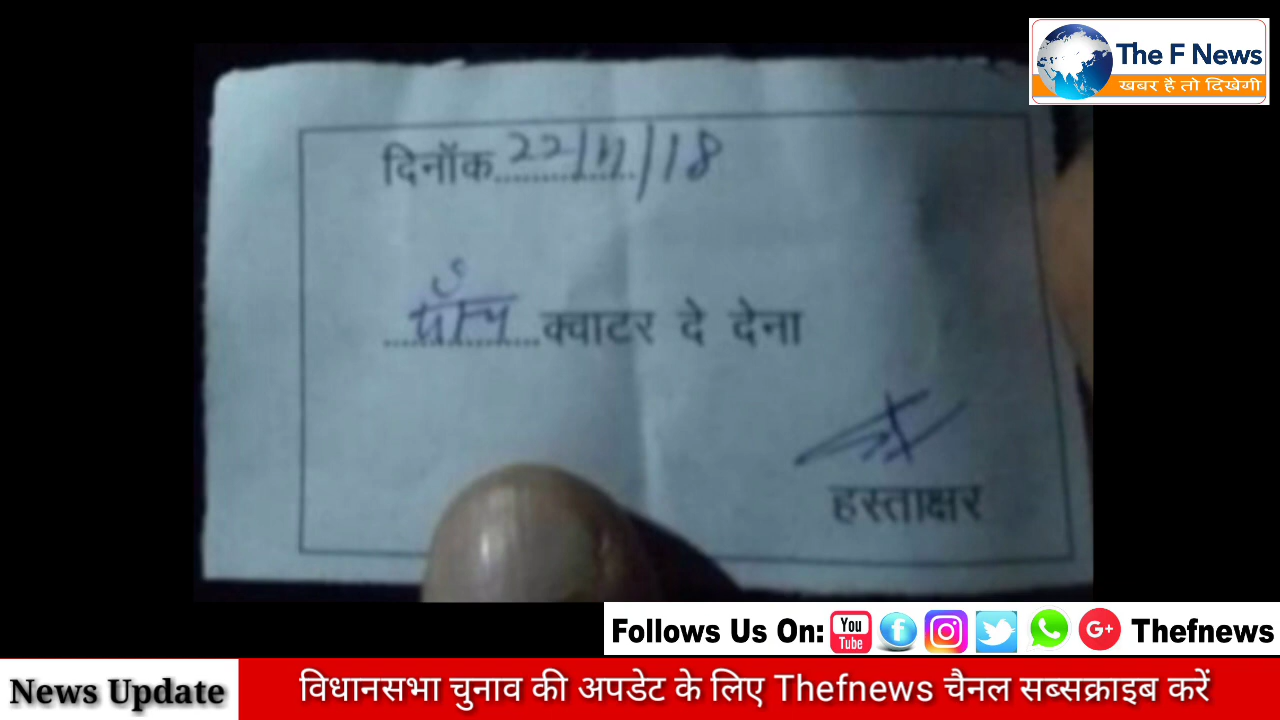 The F News
खबर है तो दिखेगी
दिनॉक 22/11/18
पाँच क्वाटर दे देना
हस्ताक्षर
Follows Us On: You Tube Thefnews
News Update
विधानसभा चुनाव की अपडेट के लिए Thefnews चैनल सब्सक्राइब करें